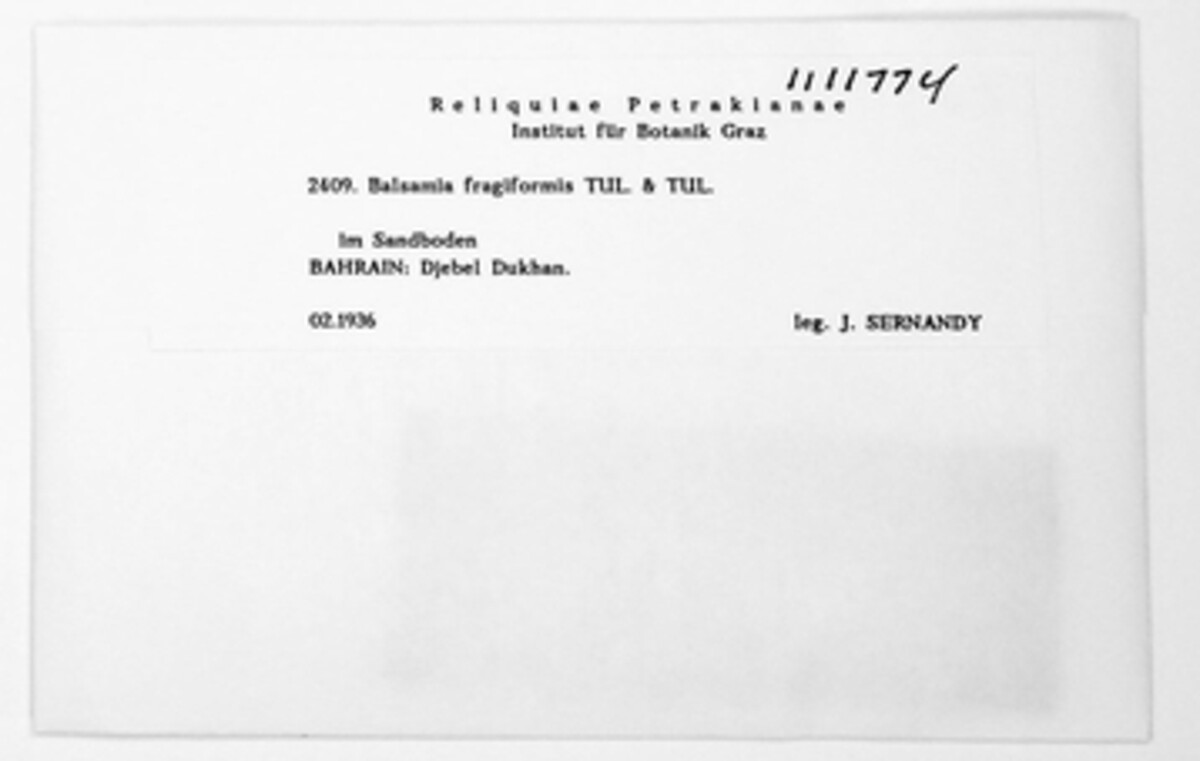 1111774
Reliquiae Petrakianae
Institut für Botanik Graz
2609. Balsamia fragiformis TUL. & TUL.
im Sandboden
BAHRAIN: Djebel Dukhan.
02.1936 leg. J. SERNANDY